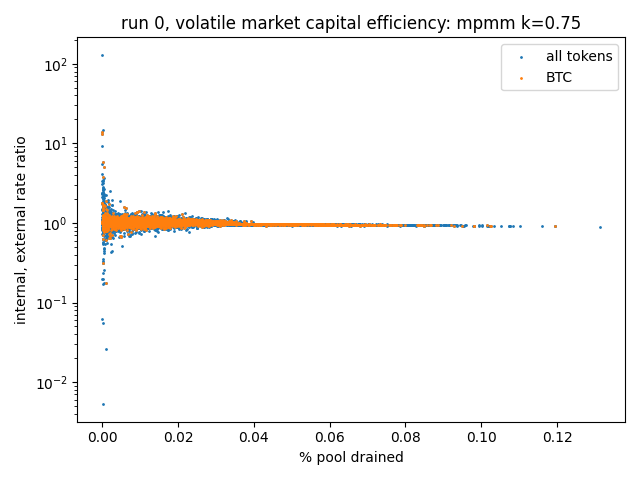 run 0, volatile market capital efficiency: mpmm k=0.75
all tokens
BTC
internal, external rate ratio
10^2
10^1
10^0
10^-1
10^-2
0.00 0.02 0.04 0.06 0.08 0.10 0.12
% pool drained